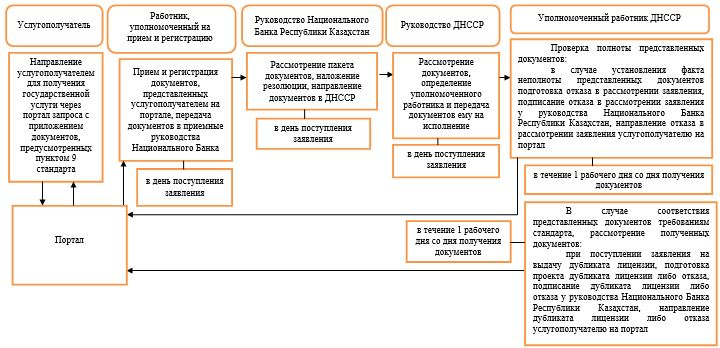 Услугополучатель
Работник,
уполномоченный на
прием и регистрацию
Руководство Национального
Банка Республики Казахстан
Руководство ДНССР
Уполномоченный работник ДНССР
Направление
услугополучателем
для получения
государственной
услуги через
портал запроса с
приложением
документов,
предусмотренных
пунктом 9
стандарта
Прием и регистрация
документов,
представленных
услугополучателем на
портале, передача
документов в приемные
руководства
Национального Банка
в день поступления
заявления
Рассмотрение пакета
документов, наложение
резолюции, направление
документов в ДНССР
в день поступления
заявления
Рассмотрение
документов,
определение
уполномоченного
работника и передача
документов ему на
исполнение
в день поступления
заявления
Проверка полноты представленных
документов:
в случае установления факта
неполноты представленных документов
подготовка отказа в рассмотрении заявления,
подписание отказа в рассмотрении заявления
у руководства Национального Банка
Республики Казахстан, направление отказа в
рассмотрении заявления услугополучателю на
портал
в течение 1 рабочего дня со дня получения
документов
Портал
в течение 1 рабочего
дня со дня получения
документов
В случае соответствия
представленных документов требованиям
стандарта, рассмотрение полученных
документов:
при поступлении заявления на
выдачу дубликата лицензии, подготовка
проекта дубликата лицензии либо отказа,
подписание дубликата лицензии либо
отказа у руководства Национального Банка
Республики Казахстан, направление
дубликата лицензии либо отказа
услугополучателю на портал